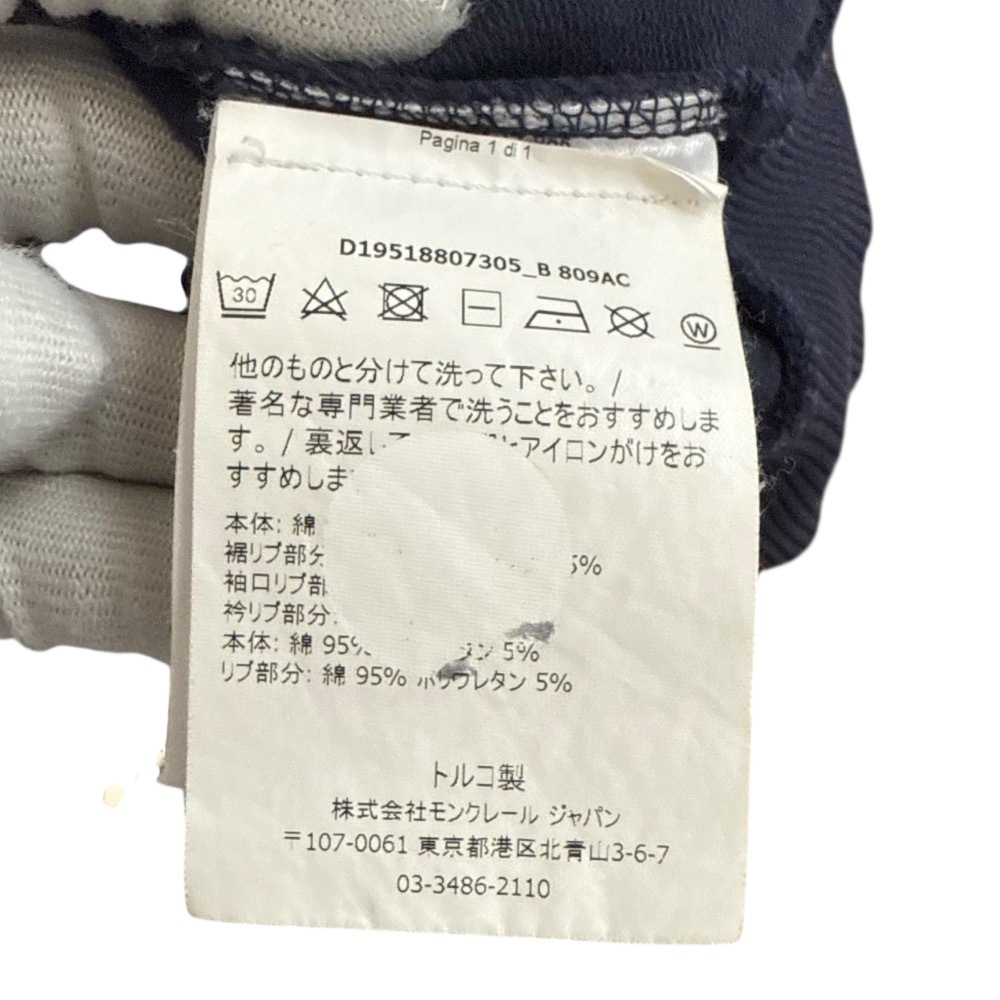 Pagina 1 di 1
D19518807305_B 809AC
30
W
他のものと分けて洗って下さい。/
著名な専門業者で洗うことをおすすめしま
す。/ 裏返して アイロンがけをお
すすめしま
本体: 綿
裾リブ部分 5%
袖口リブ部
衿リブ部分
本体: 綿 95% タン 5%
リブ部分: 綿 95% ポリウレタン 5%
トルコ製
株式会社モンクレール ジャパン
〒107-0061 東京都港区北青山3-6-7
03-3486-2110